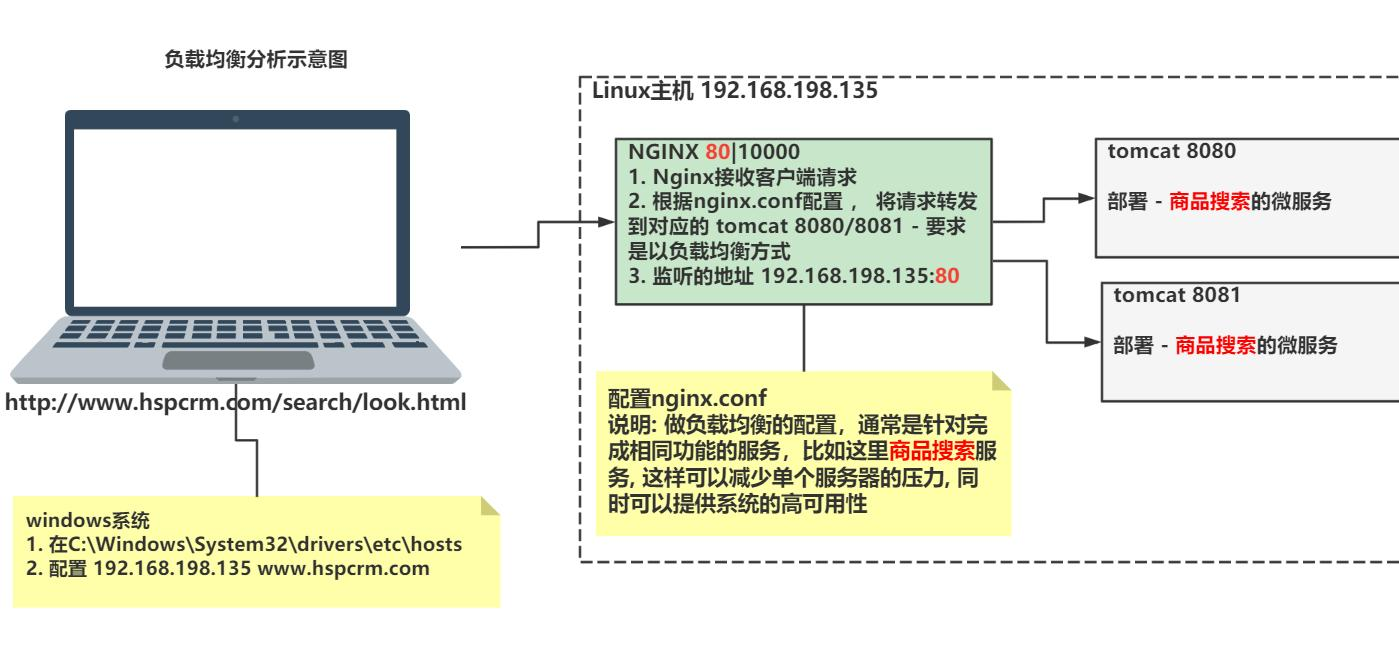 负载均衡分析示意图
http://www.hspcrm.com/search/look.html
windows系统
1. 在C:\Windows\System32\drivers\etc\hosts
2. 配置 192.168.198.135 www.hspcrm.com
Linux主机 192.168.198.135
NGINX 80|10000
1. Nginx接收客户端请求
2. 根据nginx.conf配置 ， 将请求转发
到对应的 tomcat 8080/8081 - 要求
是以负载均衡方式
3. 监听的地址 192.168.198.135:80
配置nginx.conf
说明: 做负载均衡的配置，通常是针对完
成相同功能的服务，比如这里商品搜索服
务, 这样可以减少单个服务器的压力, 同
时可以提供系统的高可用性
tomcat 8080
部署 - 商品搜索的微服务
tomcat 8081
部署 - 商品搜索的微服务